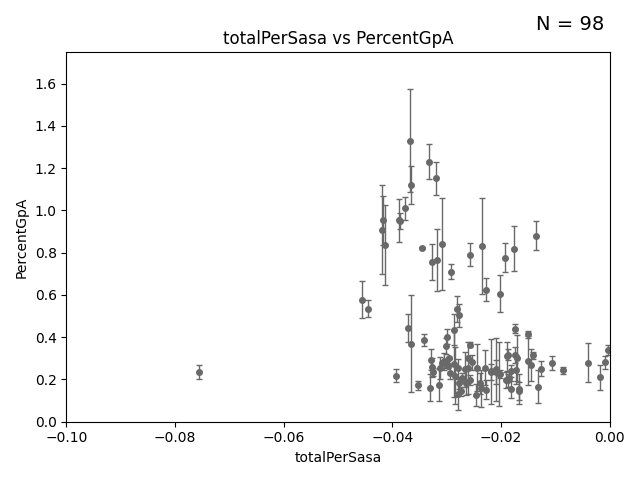 N = 98
totalPerSasa vs PercentGpA
PercentGpA
1.6
1.4
1.2
1.0
0.8
0.6
0.4
0.2
0.0
−0.10 −0.08 −0.06 −0.04 −0.02 0.00
totalPerSasa